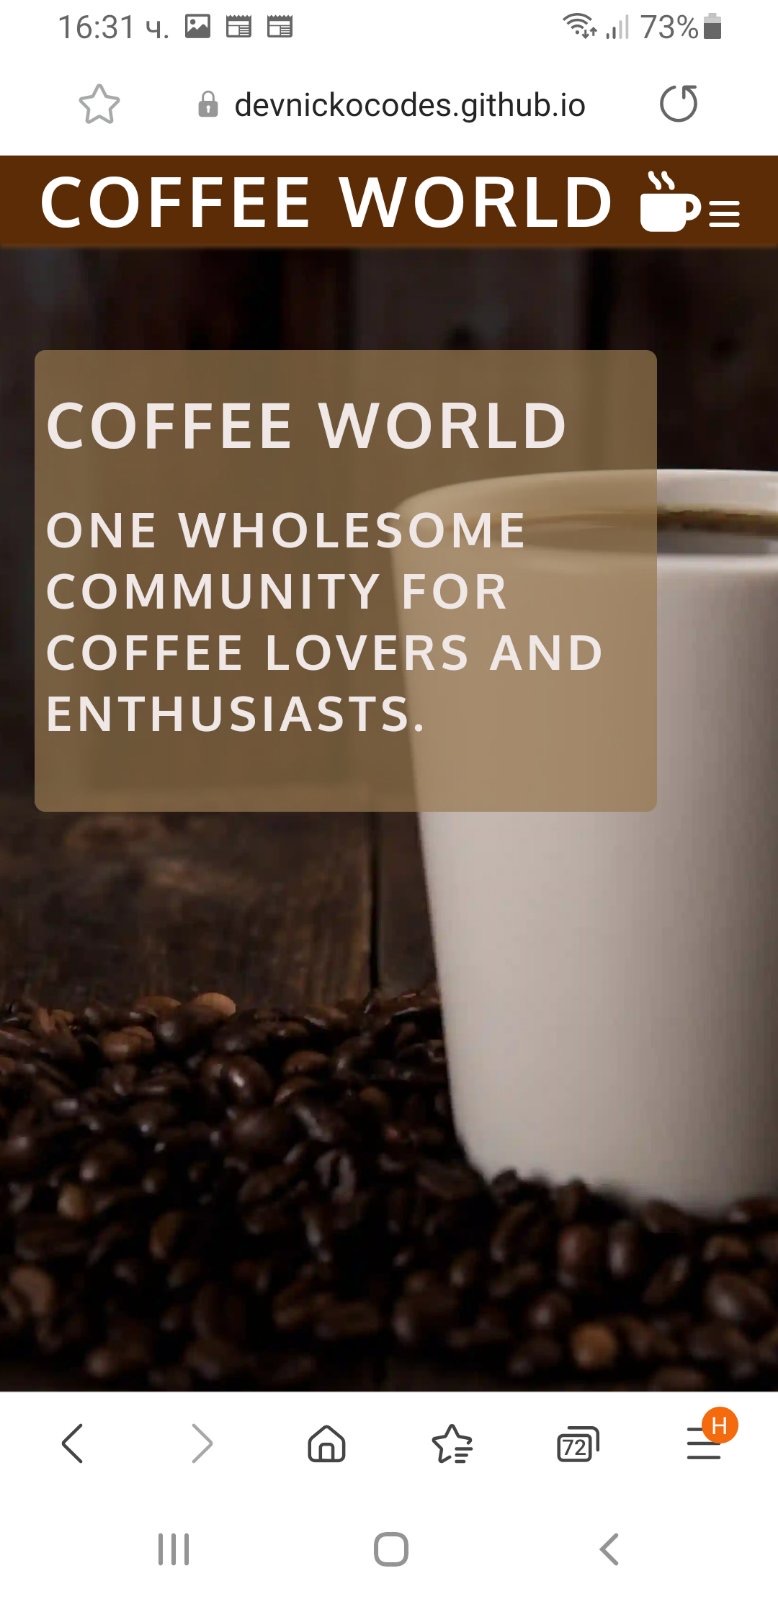 16:31 ч.
73%
devnickocodes.github.io
COFFEE WORLD
COFFEE WORLD
ONE WHOLESOME
COMMUNITY FOR
COFFEE LOVERS AND
ENTHUSIASTS.
72
H